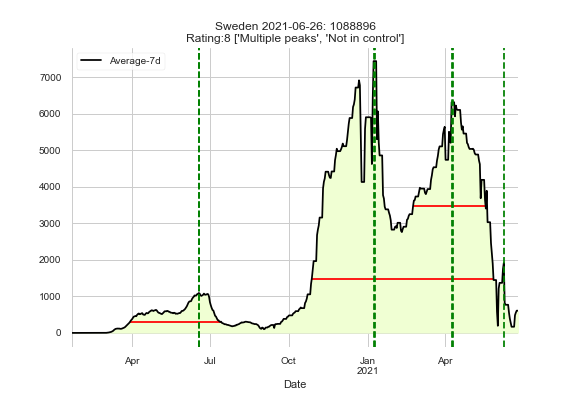 Sweden 2021-06-26: 1088896
Rating:8 ['Multiple peaks', 'Not in control']
Average-7d
7000
6000
5000
4000
3000
2000
1000
0
Apr Jul Oct Jan Apr
2021
Date